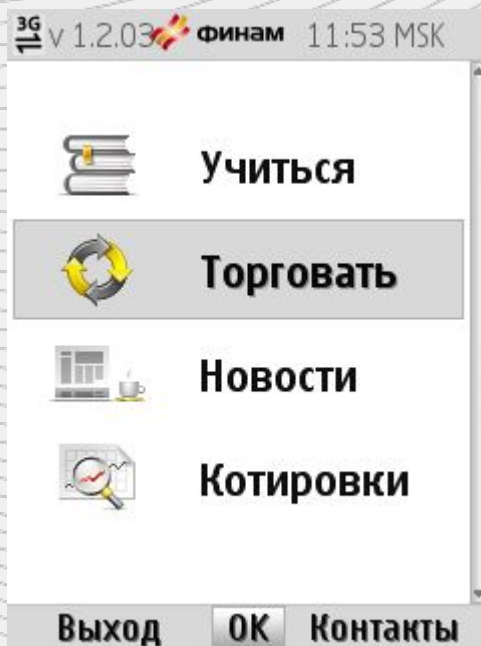 3G v 1.2.03 финам 11:53 MSK
Учиться
Торговать
Новости
Котировки
Выход OK Контакты